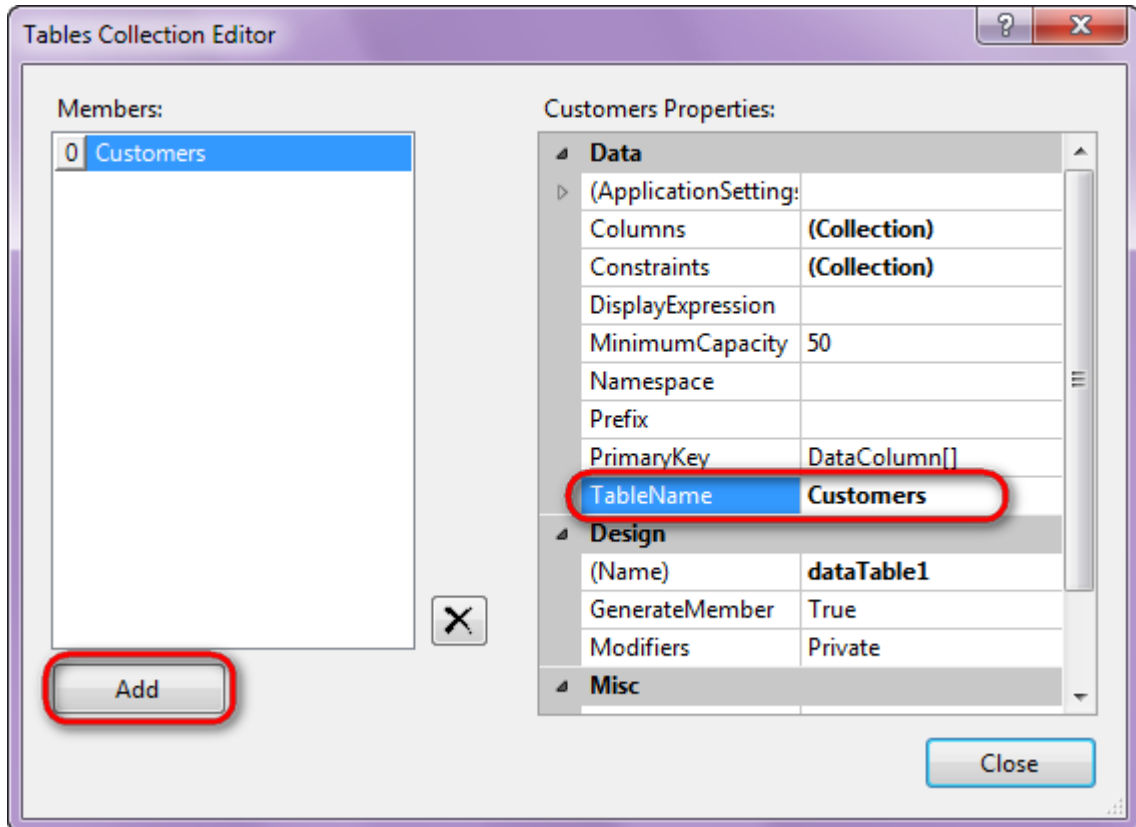 Tables Collection Editor
Members:
0 Customers
Add
Customers Properties:
Data
(ApplicationSettings
Columns (Collection)
Constraints (Collection)
DisplayExpression
MinimumCapacity 50
Namespace
Prefix
PrimaryKey DataColumn[]
TableName Customers
Design
(Name) dataTable1
GenerateMember True
Modifiers Private
Misc
Close